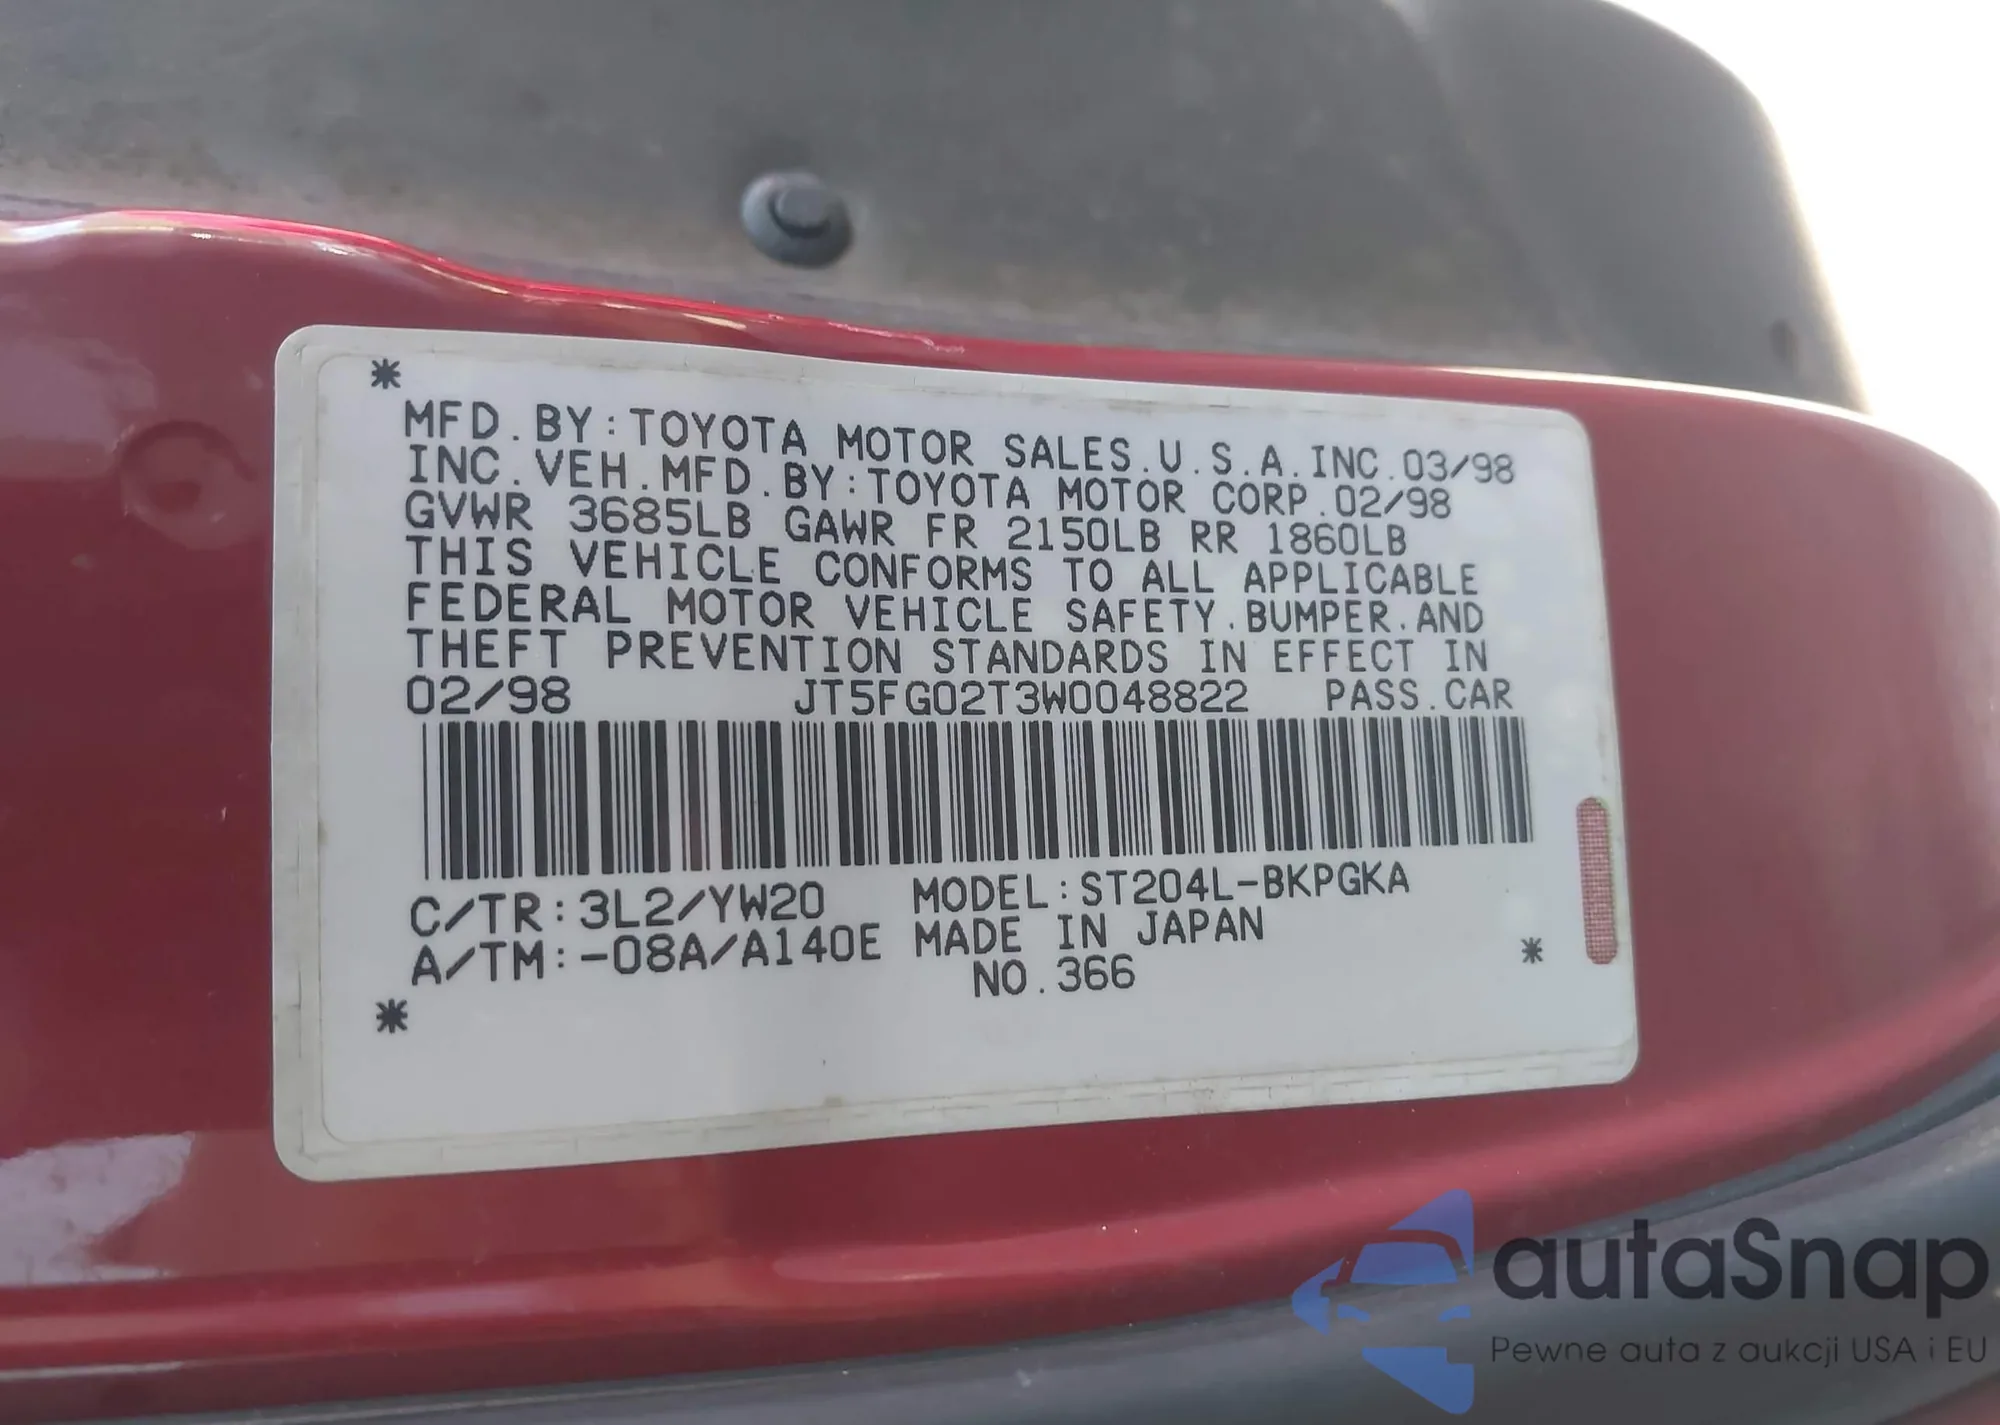 *
MFD.BY:TOYOTA MOTOR SALES.U.S.A.INC.03/98
INC.VEH.MFD.BY:TOYOTA MOTOR CORP.02/98
GVWR 3685LB GAWR FR 2150LB RR 1860LB
THIS VEHICLE CONFORMS TO ALL APPLICABLE
FEDERAL MOTOR VEHICLE SAFETY.BUMPER.AND
THEFT PREVENTION STANDARDS IN EFFECT IN
02/98 JT5FG02T3W0048822 PASS.CAR
C/TR:3L2/YW20 MODEL:ST204L-BKPGKA
A/TM:-08A/A140E MADE IN JAPAN
NO.366 *
*
autaSnap
Pewne auta z aukcji USA i EU